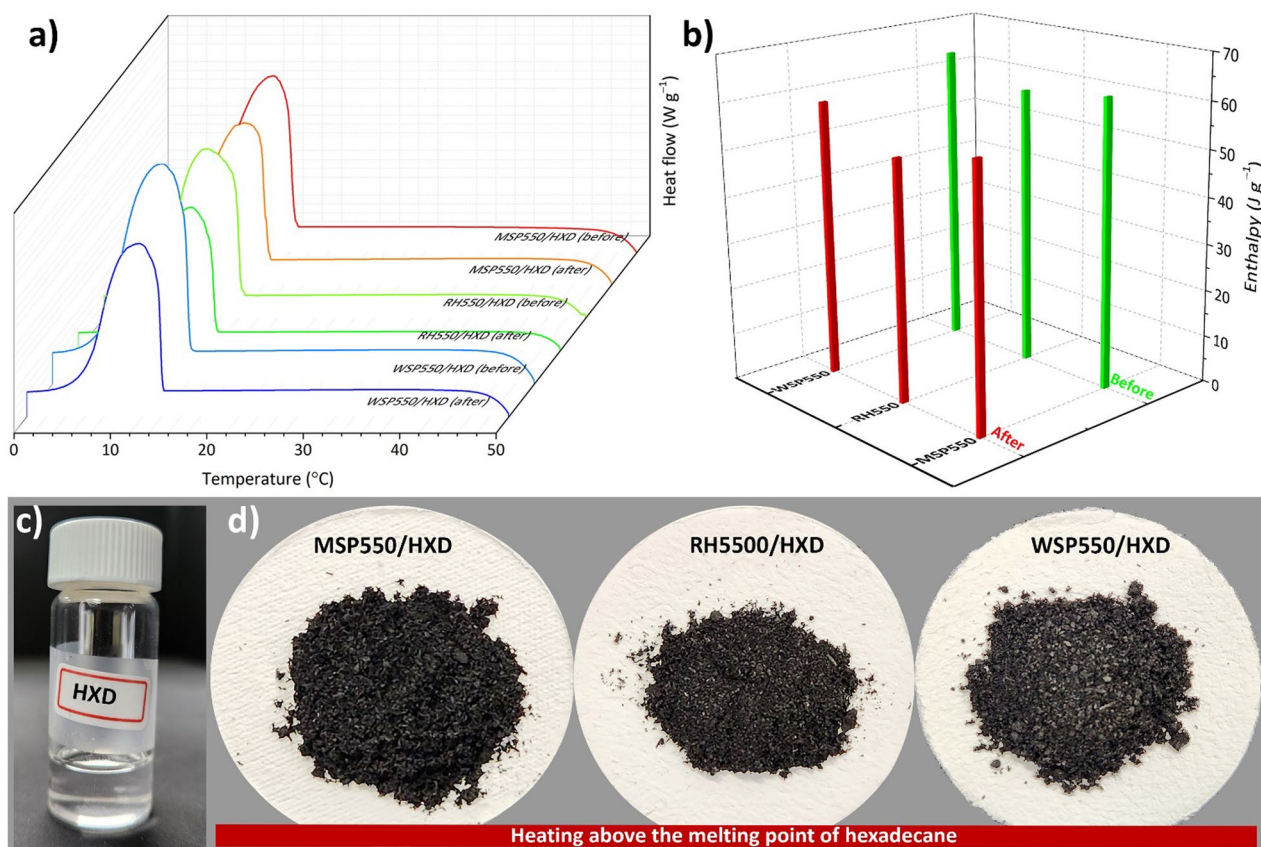 a)
MSP550/HXD (before)
MSP550/HXD (after)
RH550/HXD (before)
RH550/HXD (after)
WSP550/HXD (before)
WSP550/HXD (after)
0 10 20 30 40 50
Temperature (°C)
Heat flow (W g⁻¹)
b)
70
60
50
40
30
20
10
0
Enthalpy (J g⁻¹)
WSP550
RH550
MSP550
Before
After
c)
HXD
d)
MSP550/HXD
RH5500/HXD
WSP550/HXD
Heating above the melting point of hexadecane